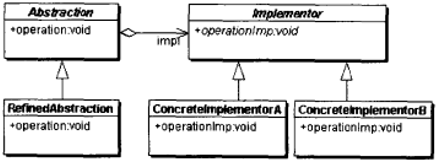 Abstraction
+operation:void
Implementor
+operationImp:void
impl
RefinedAbstraction
+operation:void
ConcreteImplementorA
+operationImp:void
ConcreteImplementorB
+operationImp:void